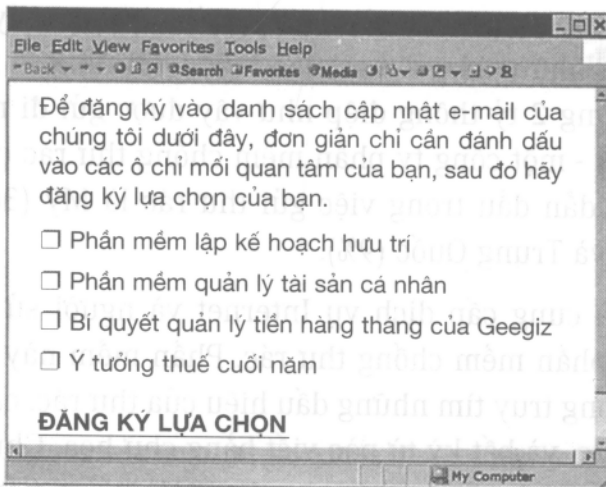 File Edit View Favorites Tools Help
Back Search Favorites Media
Để đăng ký vào danh sách cập nhật e-mail của
chúng tôi dưới đây, đơn giản chỉ cần đánh dấu
vào các ô chỉ mối quan tâm của bạn, sau đó hãy
đăng ký lựa chọn của bạn.
Phần mềm lập kế hoạch hưu trí
Phần mềm quản lý tài sản cá nhân
Bí quyết quản lý tiền hàng tháng của Geegiz
Ý tưởng thuế cuối năm
ĐĂNG KÝ LỰA CHỌN
My Computer